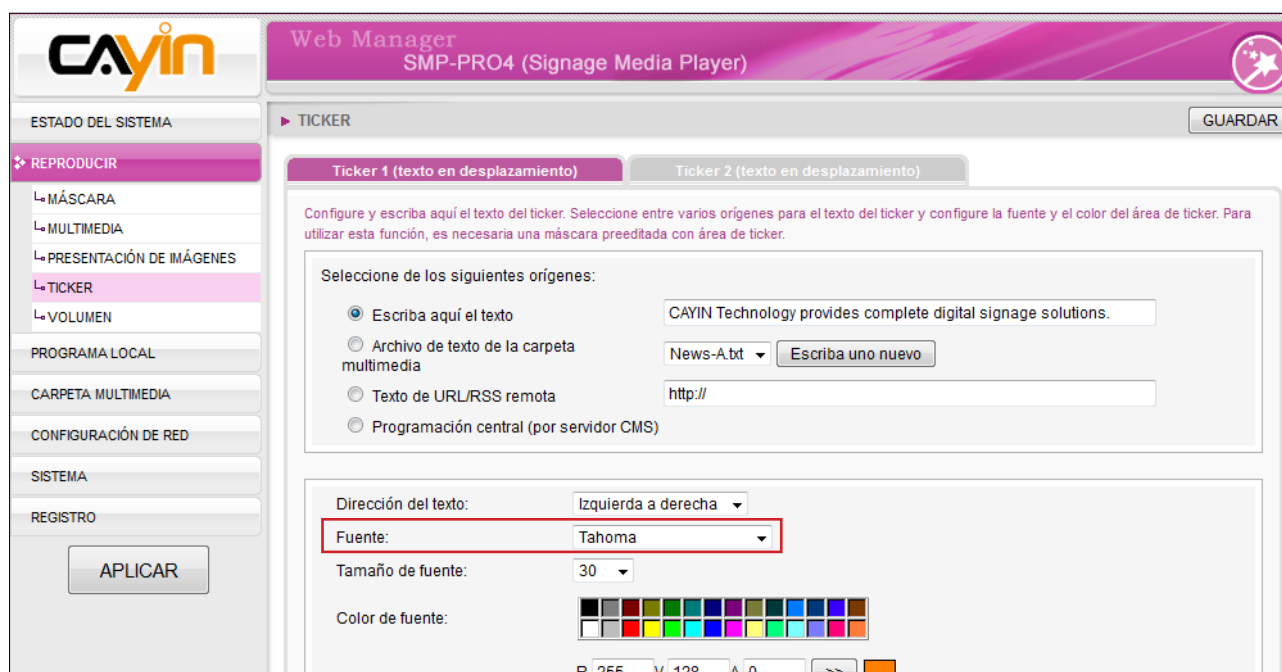 CAYIN
Web Manager
SMP-PRO4 (Signage Media Player)
ESTADO DEL SISTEMA
REPRODUCIR
MÁSCARA
MULTIMEDIA
PRESENTACIÓN DE IMÁGENES
TICKER
VOLUMEN
PROGRAMA LOCAL
CARPETA MULTIMEDIA
CONFIGURACIÓN DE RED
SISTEMA
REGISTRO
APLICAR
TICKER
GUARDAR
Ticker 1 (texto en desplazamiento)
Ticker 2 (texto en desplazamiento)
Configure y escriba aquí el texto del ticker. Seleccione entre varios orígenes para el texto del ticker y configure la fuente y el color del área de ticker. Para
utilizar esta función, es necesaria una máscara preeditada con área de ticker.
Seleccione de los siguientes orígenes:
Escriba aquí el texto
CAYIN Technology provides complete digital signage solutions.
Archivo de texto de la carpeta
multimedia
News-A.txt
Escriba uno nuevo
Texto de URL/RSS remota
http://
Programación central (por servidor CMS)
Dirección del texto:
Izquierda a derecha
Fuente:
Tahoma
Tamaño de fuente:
30
Color de fuente:
R 255 V 128 A 0 >>